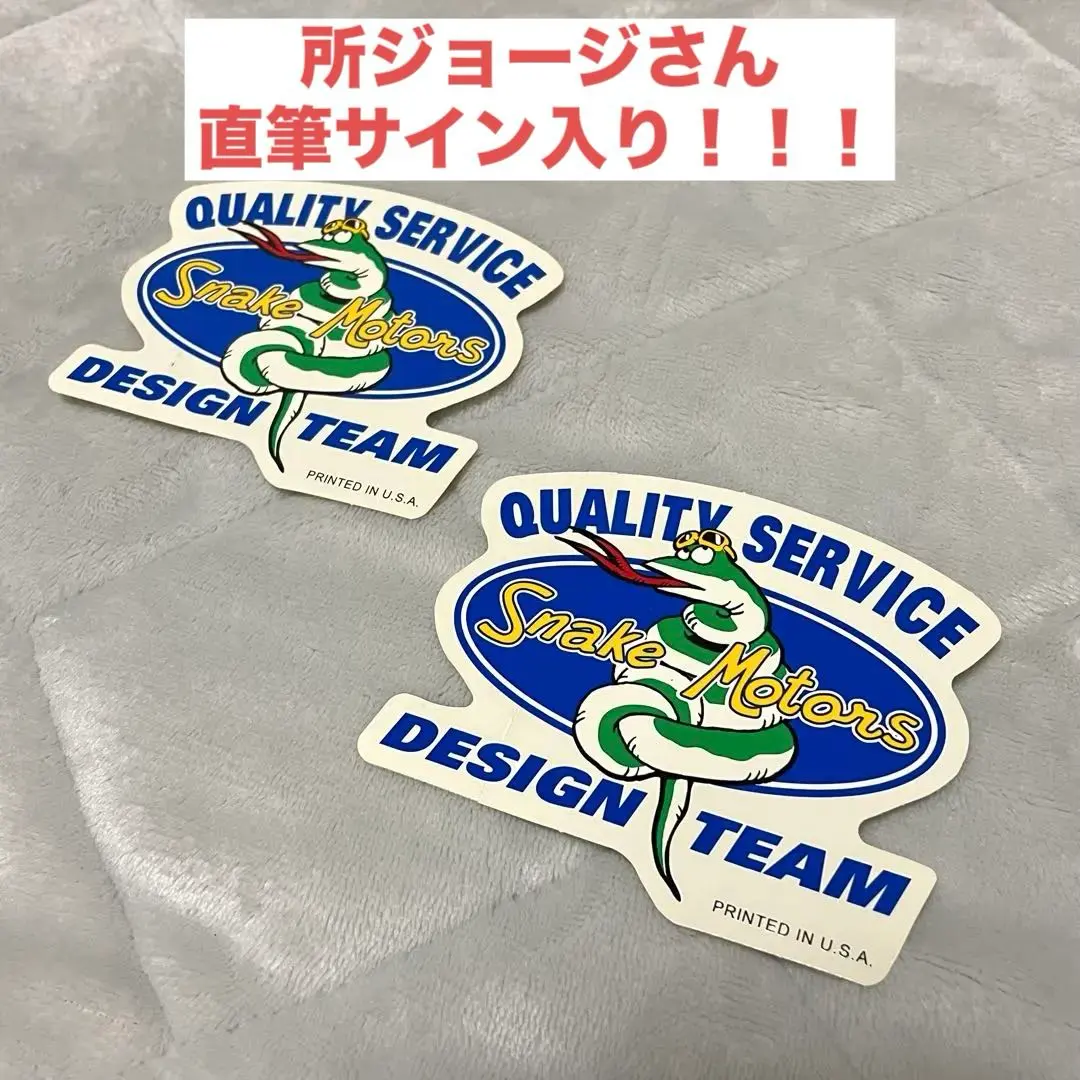 所ジョージさん
直筆サイン入り！！！
QUALITY SERVICE
Snake Motors
DESIGN TEAM
PRINTED IN U.S.A.
QUALITY SERVICE
Snake Motors
DESIGN TEAM
PRINTED IN U.S.A.